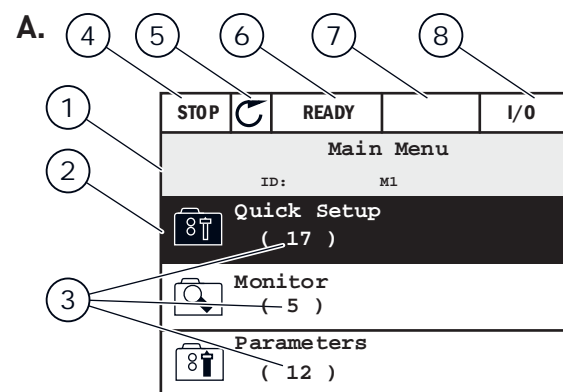 A.
4 5 6 7 8
STOP READY I/0
1
Main Menu
ID: M1
2
Quick Setup
( 17 )
Monitor
3
( 5 )
Parameters
( 12 )